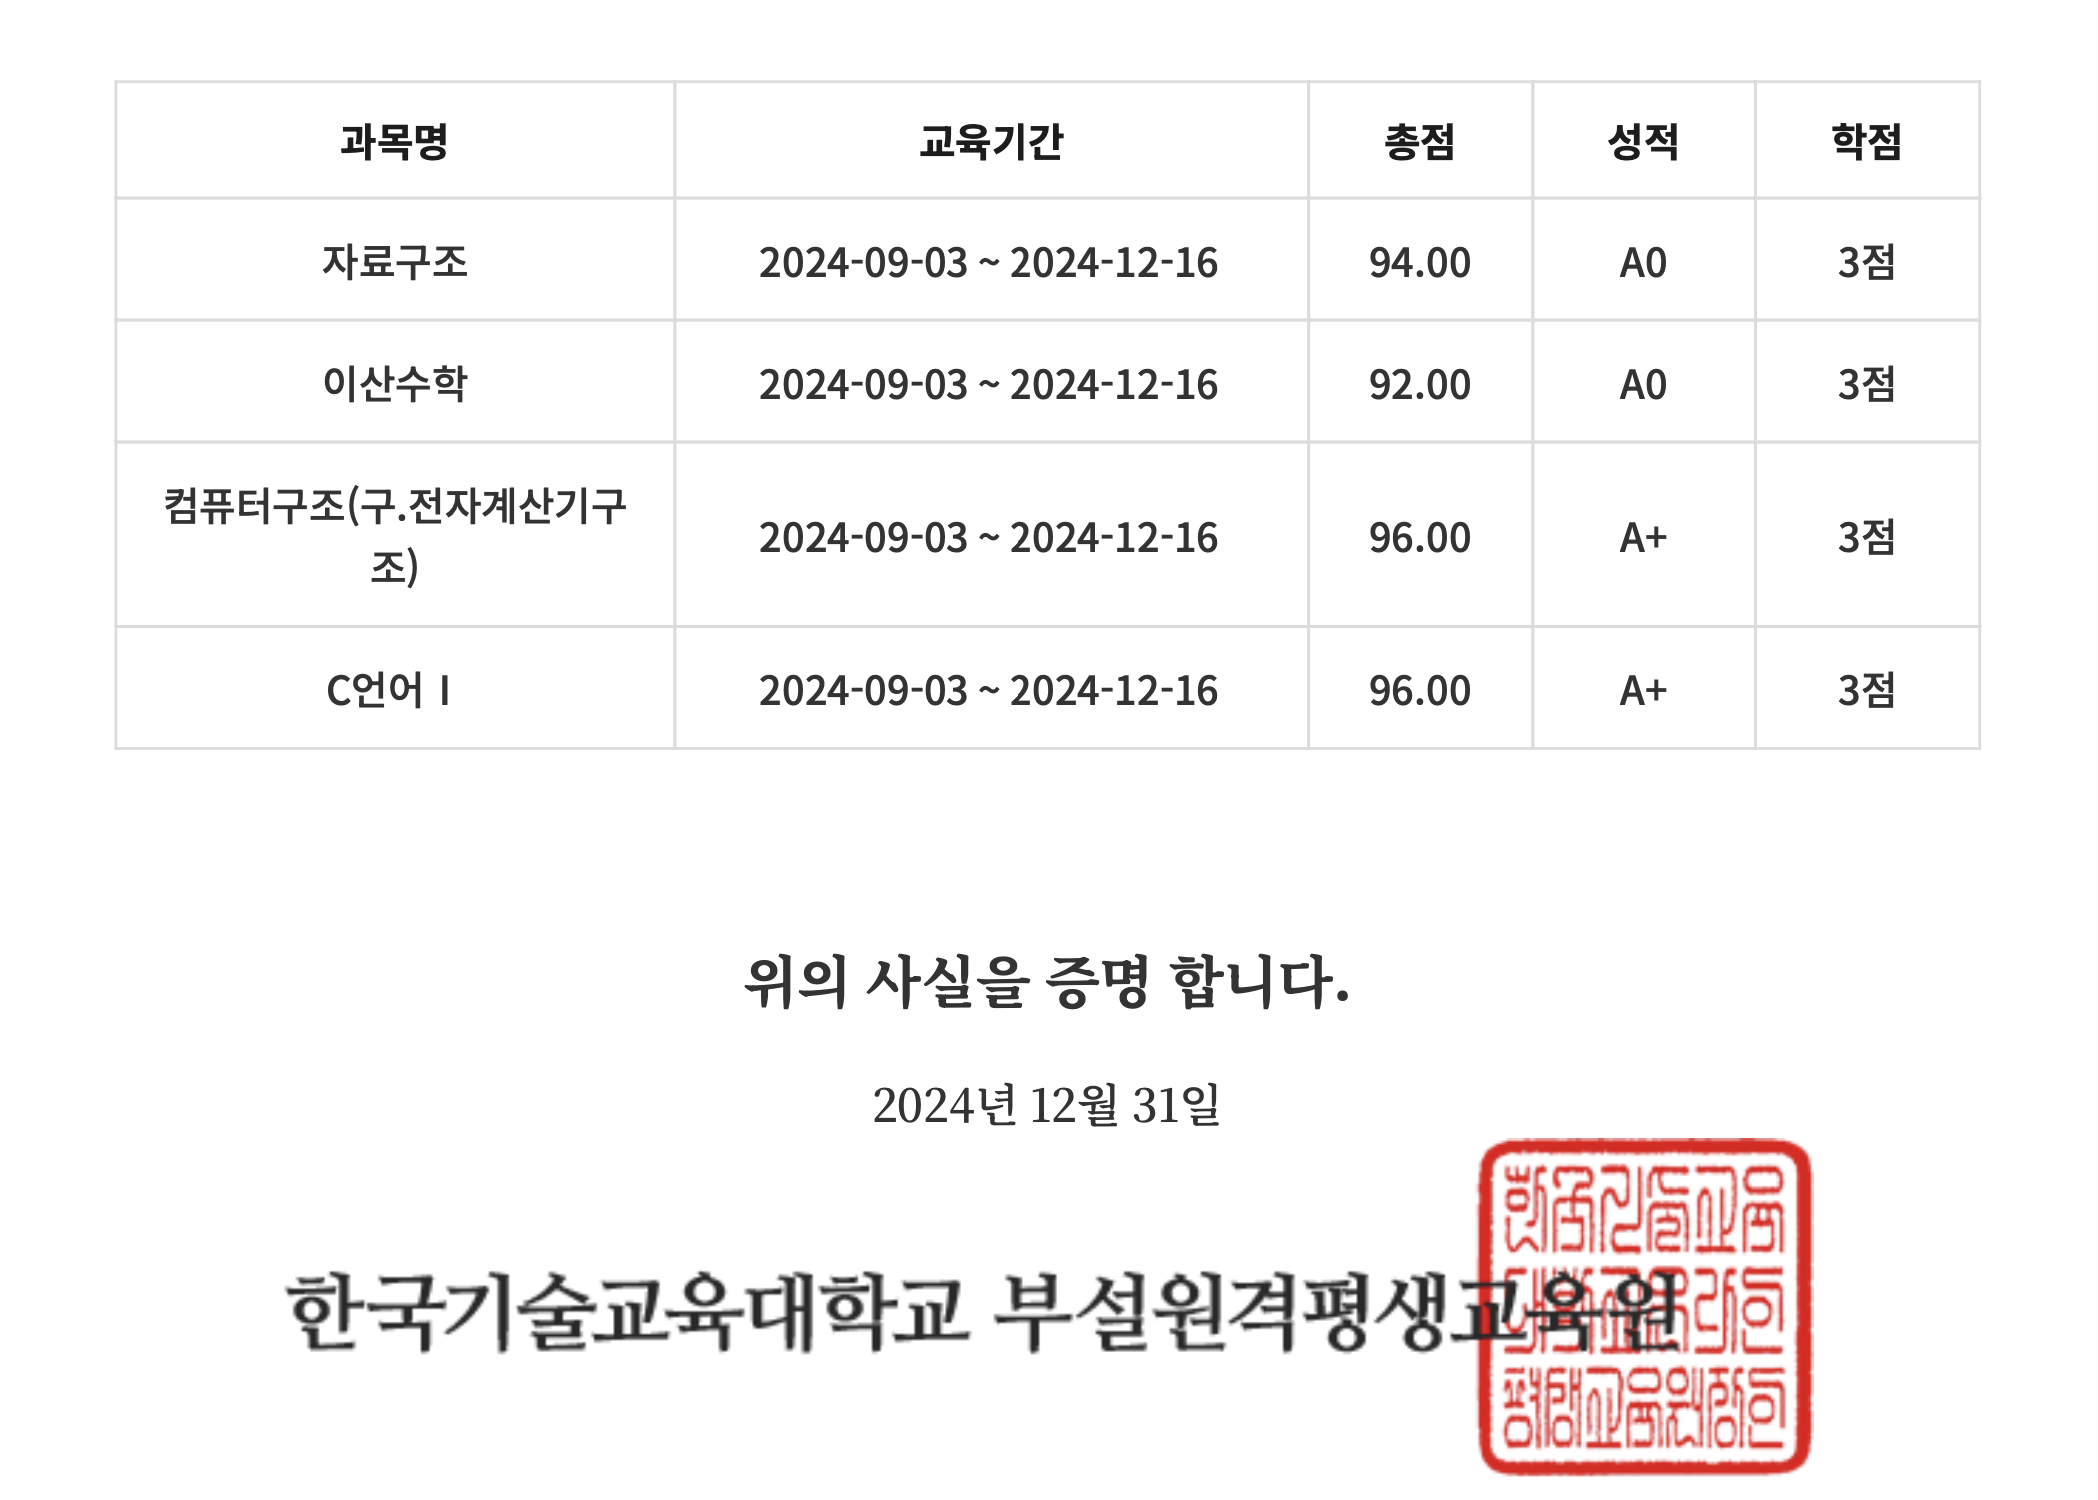 과목명 교육기간 총점 성적 학점
자료구조 2024-09-03 ~ 2024-12-16 94.00 A0 3점
이산수학 2024-09-03 ~ 2024-12-16 92.00 A0 3점
컴퓨터구조(구.전자계산기구
조) 2024-09-03 ~ 2024-12-16 96.00 A+ 3점
C언어Ⅰ 2024-09-03 ~ 2024-12-16 96.00 A+ 3점
위의 사실을 증명 합니다.
2024년 12월 31일
한국기술교육대학교 부설원격평생교육원